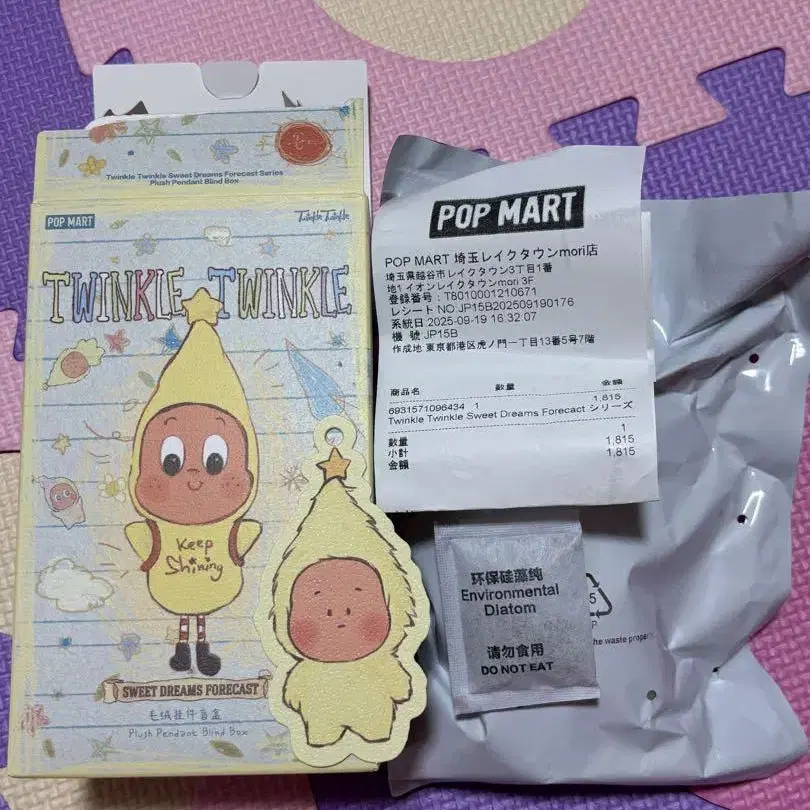 Twinkle Twinkle Sweet Dreams Forecast Series
Plush Pendant Blind Box
POP MART
Twinkle Twinkle
TWINKLE TWINKLE
Keep
Shining
SWEET DREAMS FORECAST
毛绒挂件盲盒
Plush Pendant Blind Box
POP MART
POP MART 埼玉レイクタウンmori店
埼玉県越谷市レイクタウン3丁目1番
地1 イオンレイクタウンmori 3F
登録番号：T8010001210671
レシート NO:JP15B202509190176
系統日:2025-09-19 16:32:07
機 號:JP15B
作成地:東京都港区虎ノ門一丁目13番5号7階
商品名 数量 金額
6931571096434 1 1,815
Twinkle Twinkle Sweet Dreams Forecact シリーズ
数量 1
小計 1,815
金額 1,815
环保硅藻纯
Environmental
Diatom
请勿食用
DO NOT EAT
5
P
the waste proper